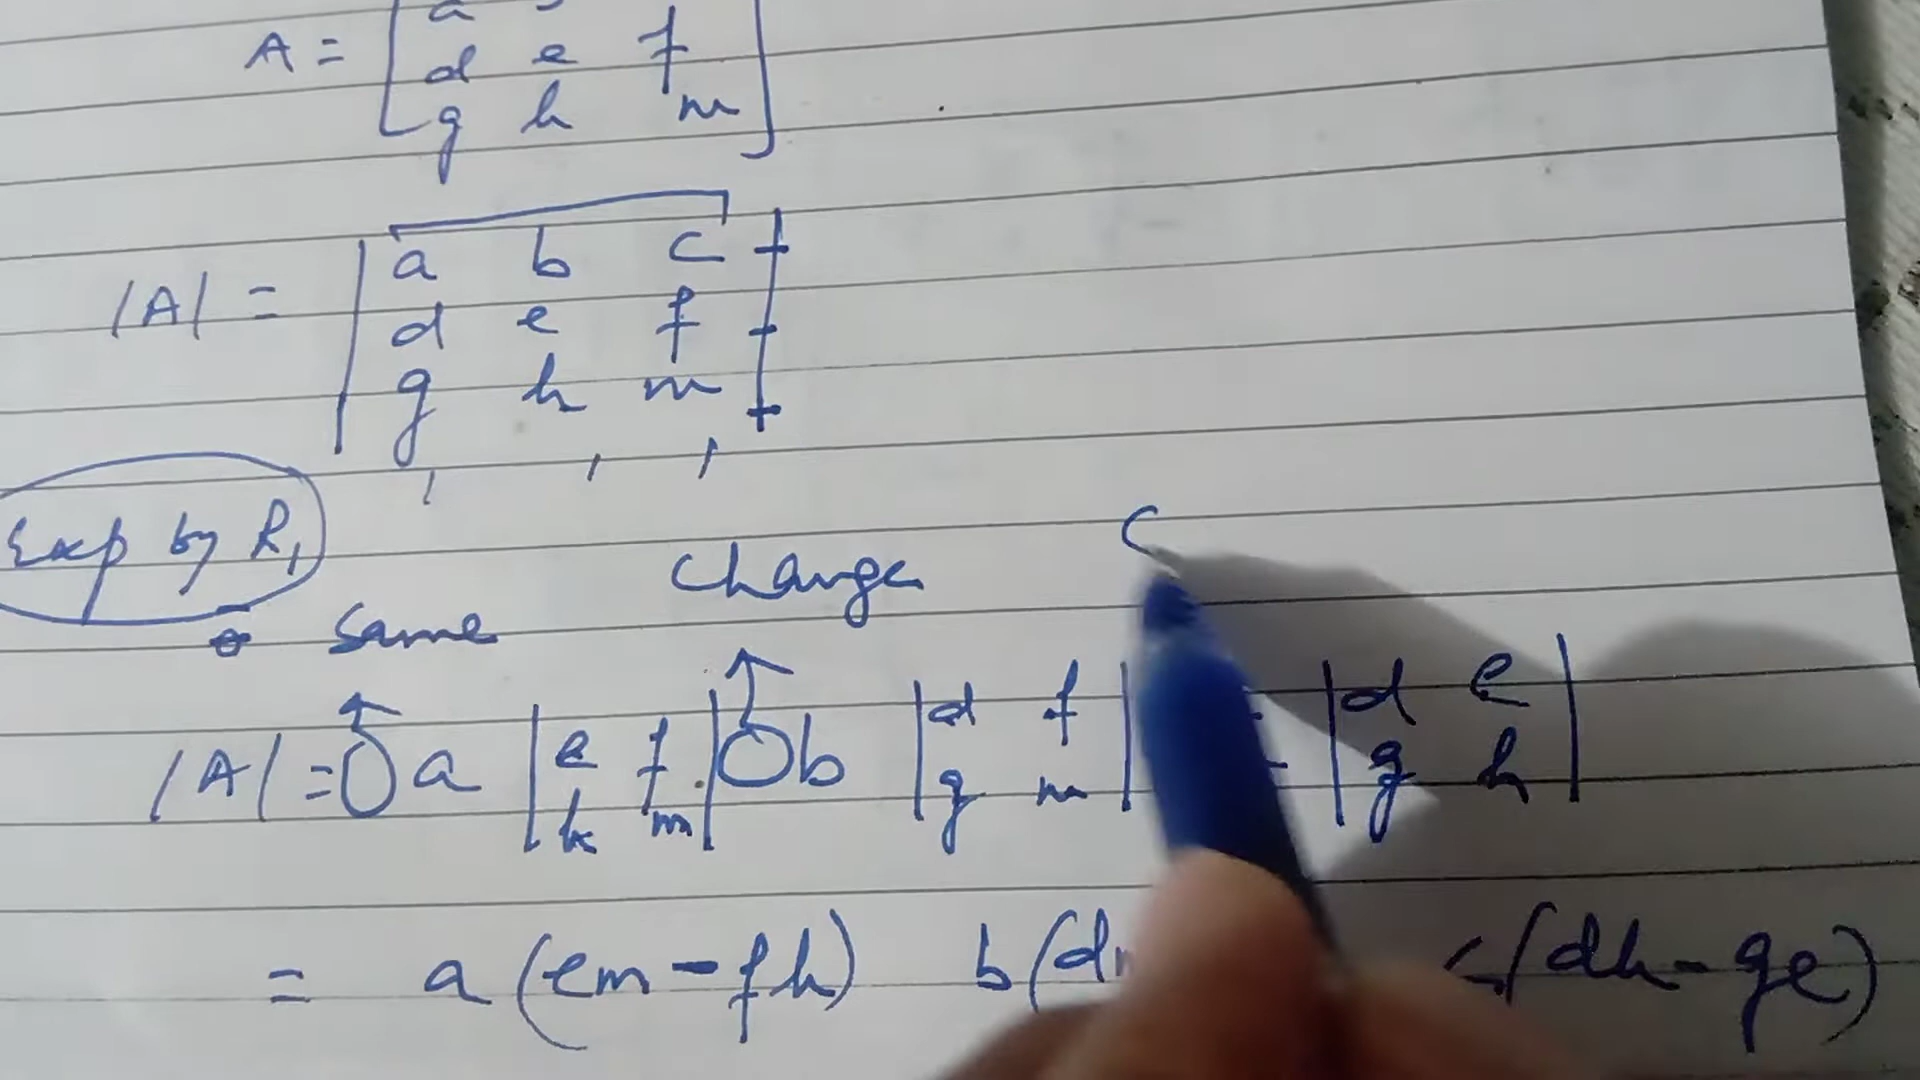 a
A = d e f
g h m
a b c
|A| = d e f
g h m
Exp by R₁
Same Change C
|A| = a | e f | b | d f | | d e |
h m g m g h
= a (em - fh) b (d c (dh - ge)